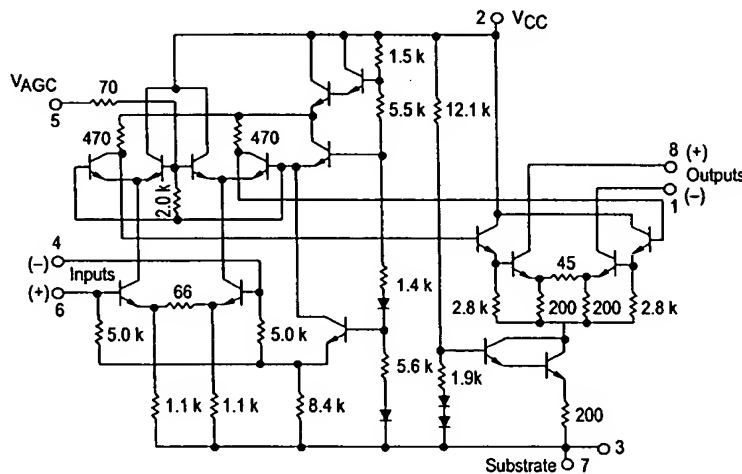 2 VCC
1.5 k
VAGC
70
5
5.5 k
12.1 k
470
470
8 (+)
Outputs
(-)
1
2.0 k
4
(-)
Inputs
(+)
6
66
45
1.4 k
2.8 k
200
200
2.8 k
5.0 k
5.0 k
5.6 k
1.9k
1.1 k
1.1 k
8.4 k
200
3
Substrate
7